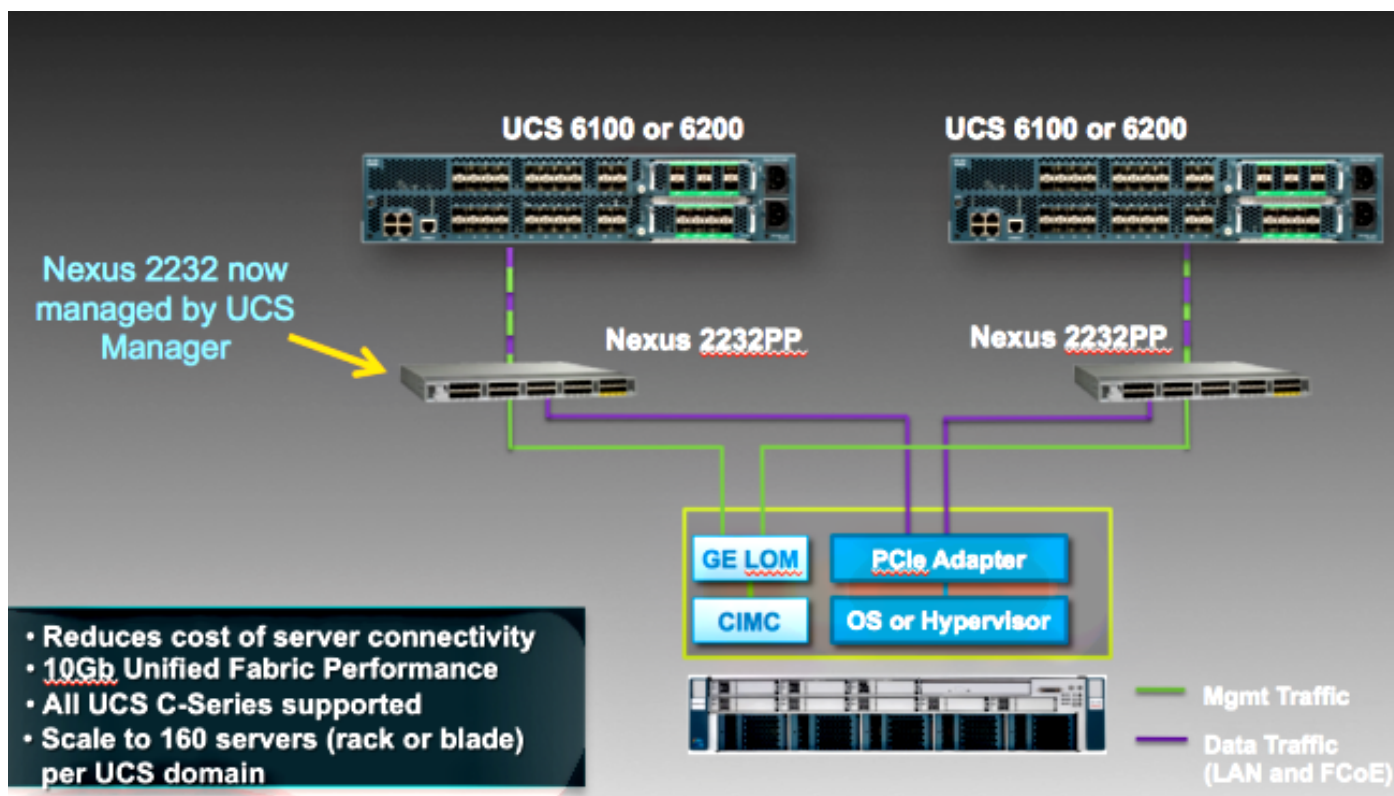 UCS 6100 or 6200
UCS 6100 or 6200
Nexus 2232 now
managed by UCS
Manager
Nexus 2232PP
Nexus 2232PP
GE LOM
PCIe Adapter
CIMC
OS or Hypervisor
• Reduces cost of server connectivity
• 10Gb Unified Fabric Performance
• All UCS C-Series supported
• Scale to 160 servers (rack or blade)
per UCS domain
Mgmt Traffic
Data Traffic
(LAN and FCoE)